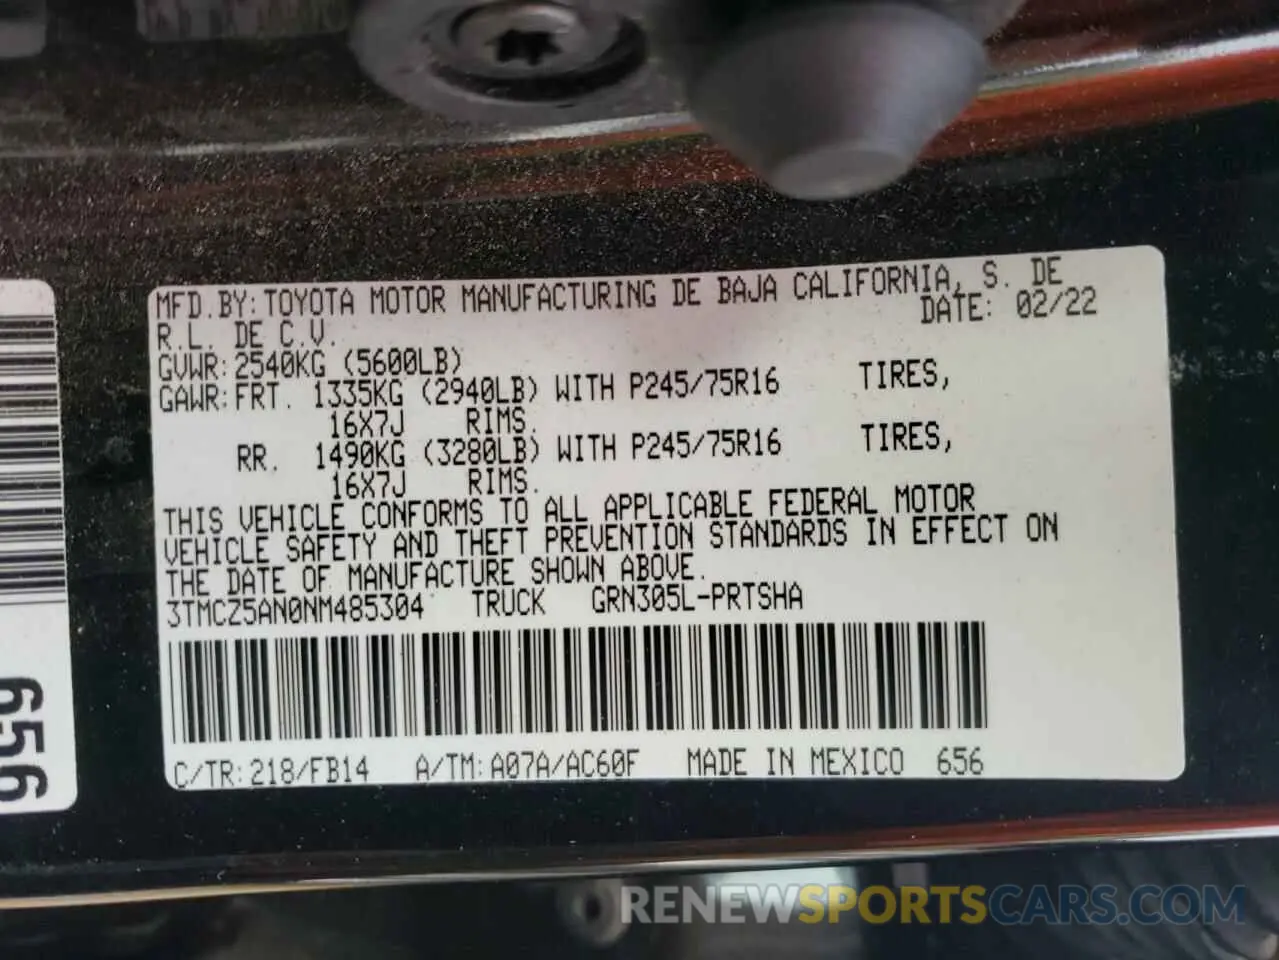 MFD.BY:TOYOTA MOTOR MANUFACTURING DE BAJA CALIFORNIA, S. DE
R.L. DE C.V. DATE: 02/22
GVWR:2540KG (5600LB)
GAWR:FRT. 1335KG (2940LB) WITH P245/75R16 TIRES,
16X7J RIMS.
RR. 1490KG (3280LB) WITH P245/75R16 TIRES,
16X7J RIMS.
THIS VEHICLE CONFORMS TO ALL APPLICABLE FEDERAL MOTOR
VEHICLE SAFETY AND THEFT PREVENTION STANDARDS IN EFFECT ON
THE DATE OF MANUFACTURE SHOWN ABOVE.
3TMCZ5AN0NM485304 TRUCK GRN305L-PRTSHA
C/TR:218/FB14 A/TM:A07A/AC60F MADE IN MEXICO 656
656
RENEWSPORTSCARS.COM